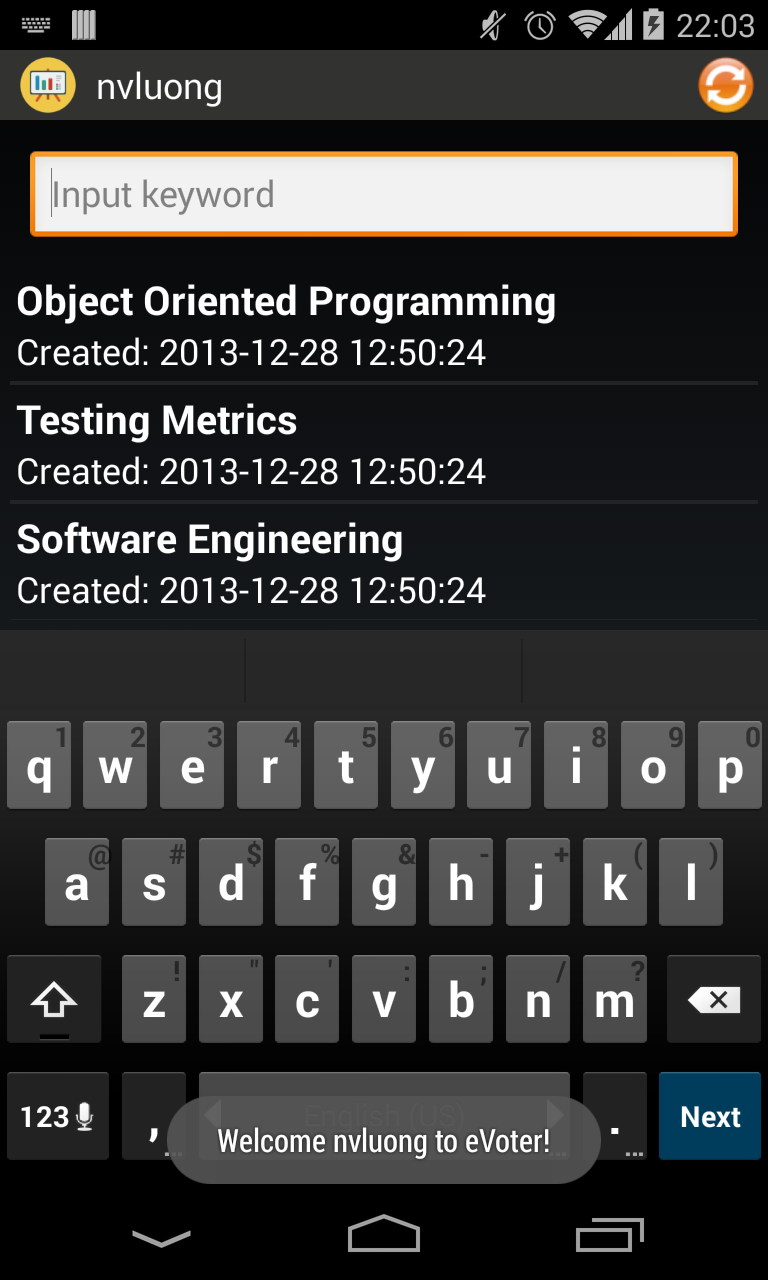 22:03
nvluong
Input keyword
Object Oriented Programming
Created: 2013-12-28 12:50:24
Testing Metrics
Created: 2013-12-28 12:50:24
Software Engineering
Created: 2013-12-28 12:50:24
1 2 3 4 5 6 7 8 9 0
q w e r t y u i o p
@ # $ % & - + ( )
a s d f g h j k l
! " ' : ; / ?
z x c v b n m
123 , English (US) . Next
Welcome nvluong to eVoter!